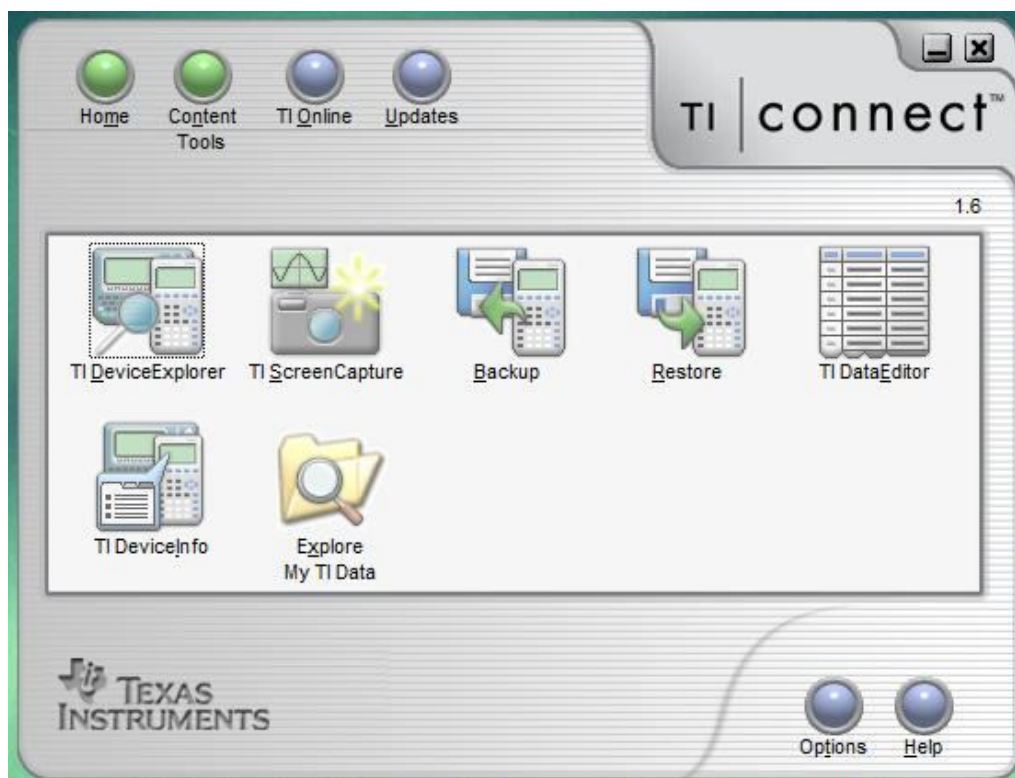 Home
Content
Tools
TI Online
Updates
TI connect™
1.6
TI DeviceExplorer
TI ScreenCapture
Backup
Restore
TI DataEditor
TI DeviceInfo
Explore
My TI Data
TEXAS
INSTRUMENTS
Options
Help